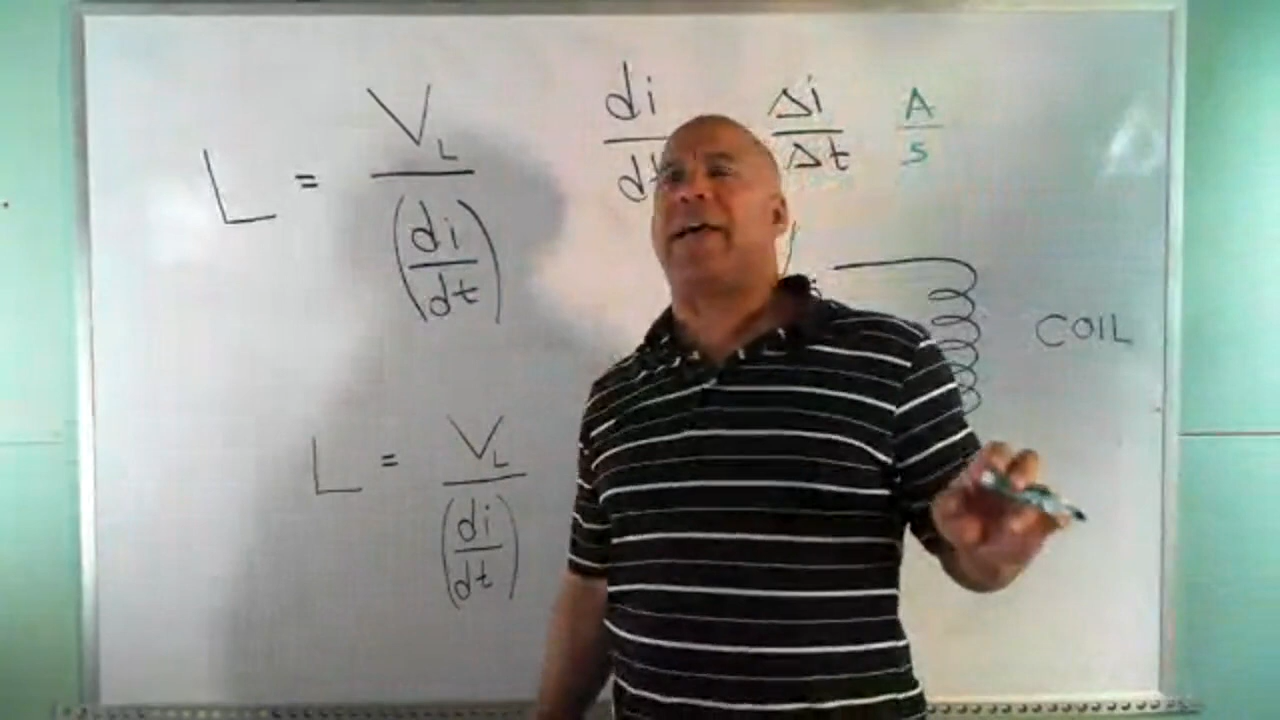 L = V_L / (di/dt)
di/dt Δi/Δt A/s
COIL
L = V_L / (di/dt)